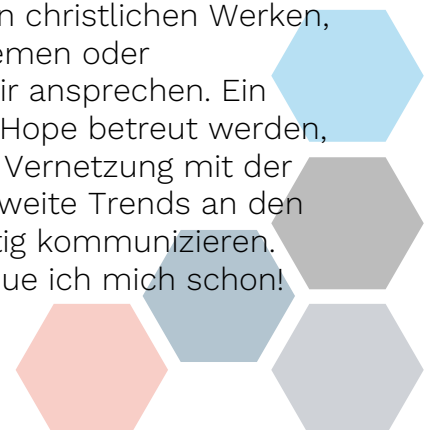 n christlichen Werken,
emen oder
ir ansprechen. Ein
Hope betreut werden,
Vernetzung mit der
weite Trends an den
tig kommunizieren.
ue ich mich schon!